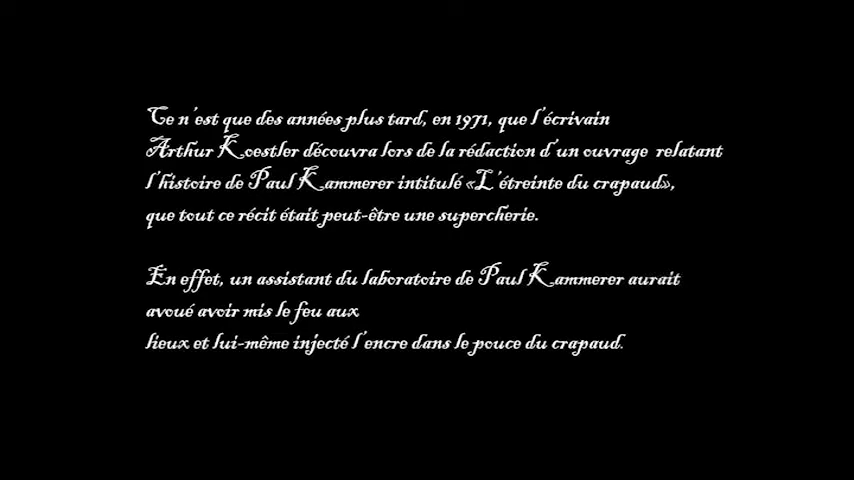 Ce n'est que des années plus tard, en 1971, que l'écrivain
Arthur Koestler découvra lors de la rédaction d'un ouvrage relatant
l'histoire de Paul Kammerer intitulé «L'étreinte du crapaud»,
que tout ce récit était peut-être une supercherie.
En effet, un assistant du laboratoire de Paul Kammerer aurait
avoué avoir mis le feu aux
lieux et lui-même injecté l'encre dans le pouce du crapaud.